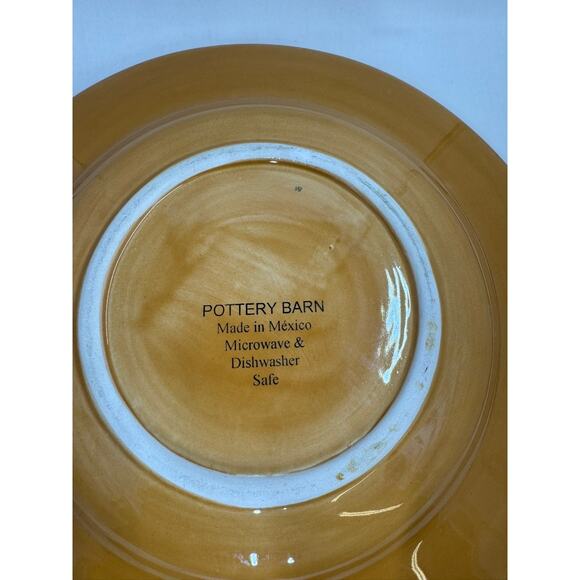 POTTERY BARN
Made in México
Microwave &
Dishwasher
Safe